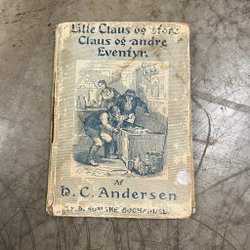 Lille Claus og store
Claus og andre
Eventyr.
Af
H. C. Andersen